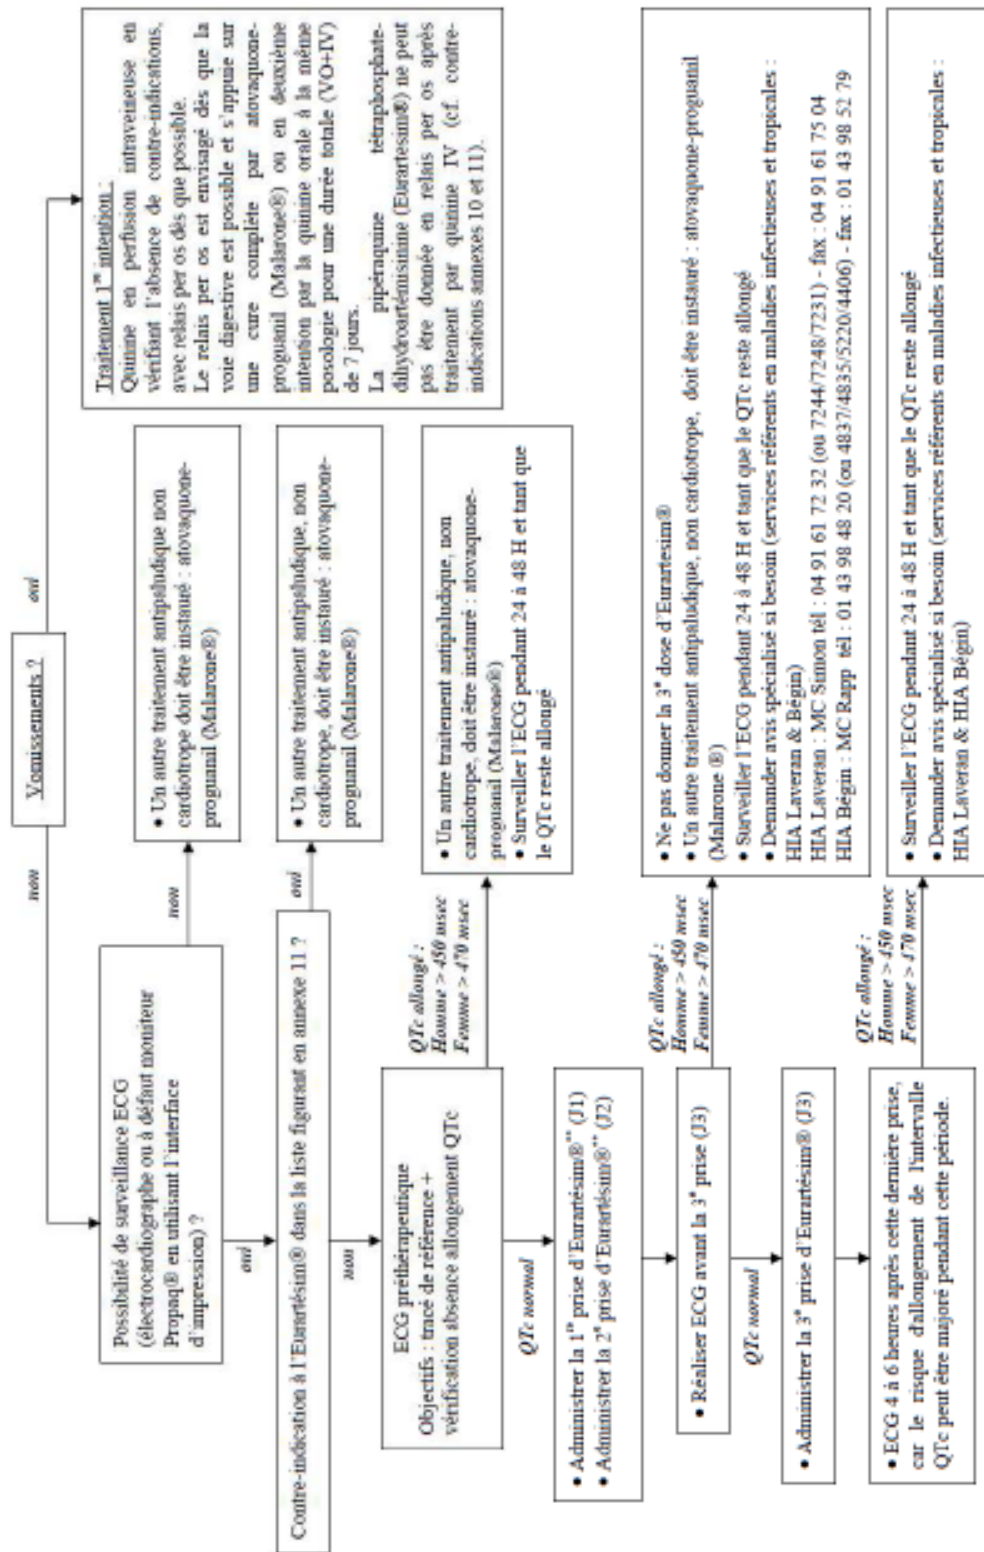 Vomissements ?
non
oui
Possibilité de surveillance ECG
(électrocardiographe ou à défaut moniteur
Propaq® en utilisant l'interface
d'impression) ?
non
• Un autre traitement antipaludique non
cardiotrope doit être instauré : atovaquone-
proguanil (Malarone®)
Traitement 1re intention :
Quinine en perfusion intraveineuse en
vérifiant l'absence de contre-indications,
avec relais per os dès que possible.
Le relais per os est envisagé dès que la
voie digestive est possible et s'appuie sur
une cure complète par atovaquone-
proguanil (Malarone®) ou en deuxième
intention par la quinine orale à la même
posologie pour une durée totale (VO+IV)
de 7 jours.
La pipéraquine tétraphosphate-
dihydroartémisinine (Eurartesim®) ne peut
pas être donnée en relais per os après
traitement par quinine IV (cf. contre-
indications annexes 10 et 11).
oui
Contre-indication à l'Eurartésim® dans la liste figurant en annexe 11 ?
oui
• Un autre traitement antipaludique, non
cardiotrope, doit être instauré : atovaquone-
proguanil (Malarone®)
non
ECG préthérapeutique
Objectifs : tracé de référence +
vérification absence allongement QTc
QTc allongé :
Homme > 450 msec
Femme > 470 msec
• Un autre traitement antipaludique, non
cardiotrope, doit être instauré : atovaquone-
proguanil (Malarone®)
• Surveiller l'ECG pendant 24 à 48 H et tant que
le QTc reste allongé
QTc normal
• Administrer la 1re prise d'Eurartésim®** (J1)
• Administrer la 2e prise d'Eurartésim®** (J2)
• Réaliser ECG avant la 3e prise (J3)
QTc allongé :
Homme > 450 msec
Femme > 470 msec
• Ne pas donner la 3e dose d'Eurartesim®
• Un autre traitement antipaludique, non cardiotrope, doit être instauré : atovaquone-proguanil
(Malarone ®)
• Surveiller l'ECG pendant 24 à 48 H et tant que le QTc reste allongé
• Demander avis spécialisé si besoin (services référents en maladies infectieuses et tropicales :
HIA Laveran & Bégin)
HIA Laveran : MC Simon tél : 04 91 61 72 32 (ou 7244/7248/7231) - fax : 04 91 61 75 04
HIA Bégin : MC Rapp tél : 01 43 98 48 20 (ou 4837/4835/5220/4406) - fax : 01 43 98 52 79
QTc normal
• Administrer la 3e prise d'Eurartésim® (J3)
• ECG 4 à 6 heures après cette dernière prise,
car le risque d'allongement de l'intervalle
QTc peut être majoré pendant cette période.
QTc allongé :
Homme > 450 msec
Femme > 470 msec
• Surveiller l'ECG pendant 24 à 48 H et tant que le QTc reste allongé
• Demander avis spécialisé si besoin (services référents en maladies infectieuses et tropicales :
HIA Laveran & HIA Bégin)